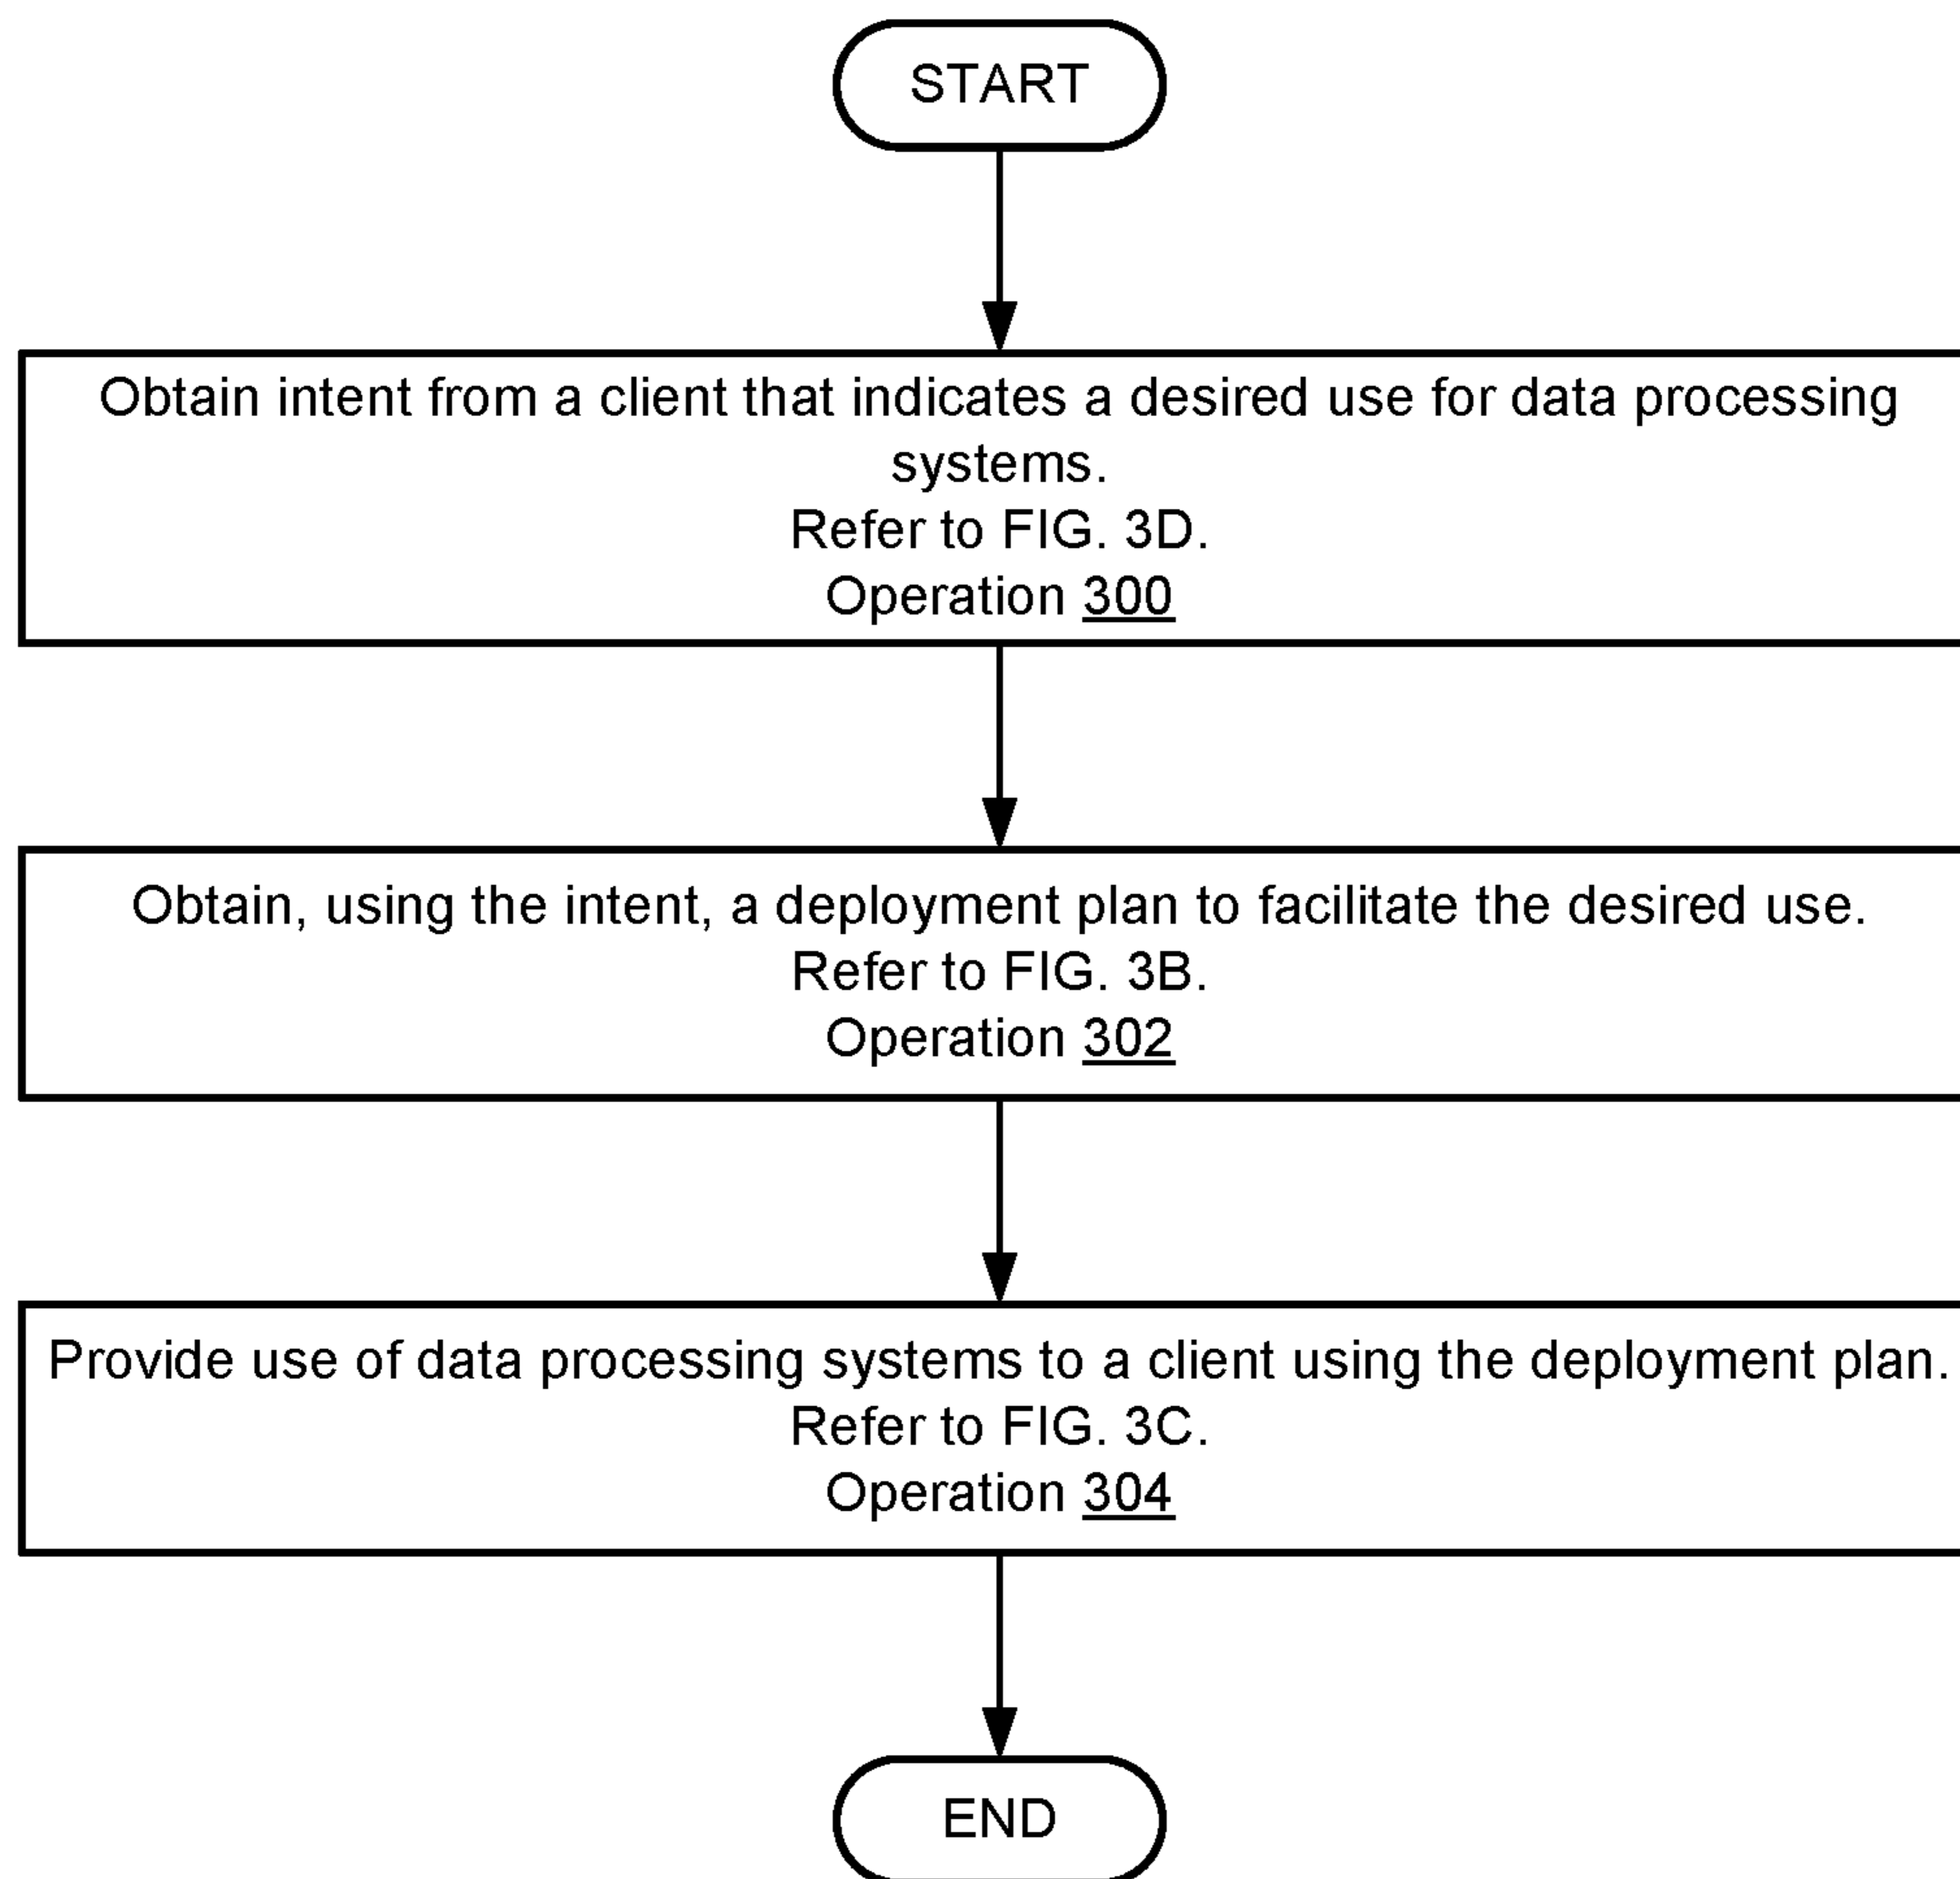 START
Obtain intent from a client that indicates a desired use for data processing
systems.
Refer to FIG. 3D.
Operation 300
Obtain, using the intent, a deployment plan to facilitate the desired use.
Refer to FIG. 3B.
Operation 302
Provide use of data processing systems to a client using the deployment plan.
Refer to FIG. 3C.
Operation 304
END